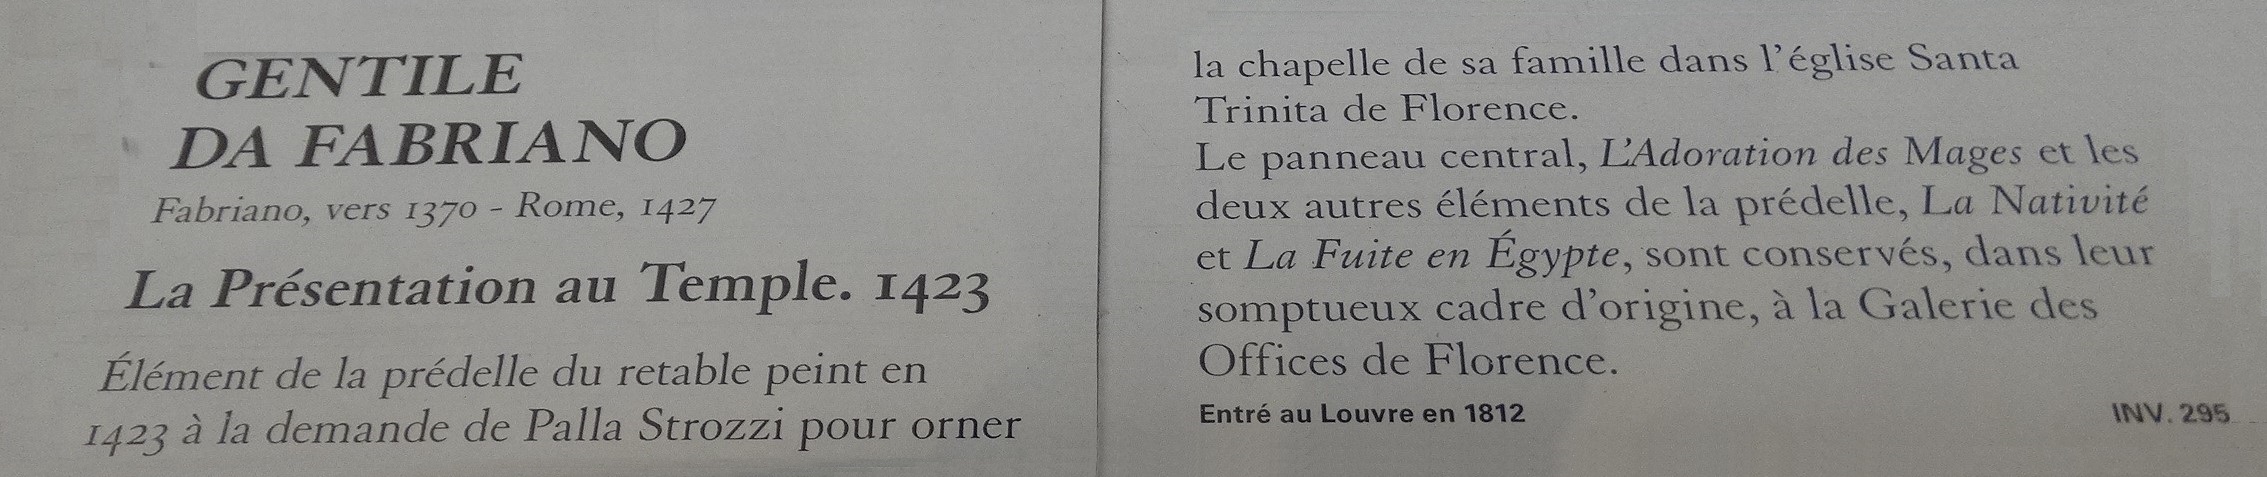 GENTILE
DA FABRIANO
Fabriano, vers 1370 - Rome, 1427
La Présentation au Temple. 1423
Élément de la prédelle du retable peint en
1423 à la demande de Palla Strozzi pour orner
la chapelle de sa famille dans l'église Santa
Trinita de Florence.
Le panneau central, L'Adoration des Mages et les
deux autres éléments de la prédelle, La Nativité
et La Fuite en Égypte, sont conservés, dans leur
somptueux cadre d'origine, à la Galerie des
Offices de Florence.
Entré au Louvre en 1812
INV. 295